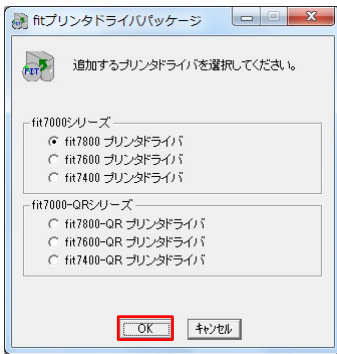 fitプリンタドライバパッケージ
FIT
追加するプリンタドライバを選択してください。
fit7000シリーズ
fit7800 プリンタドライバ
fit7600 プリンタドライバ
fit7400 プリンタドライバ
fit7000-QRシリーズ
fit7800-QR プリンタドライバ
fit7600-QR プリンタドライバ
fit7400-QR プリンタドライバ
OK キャンセル